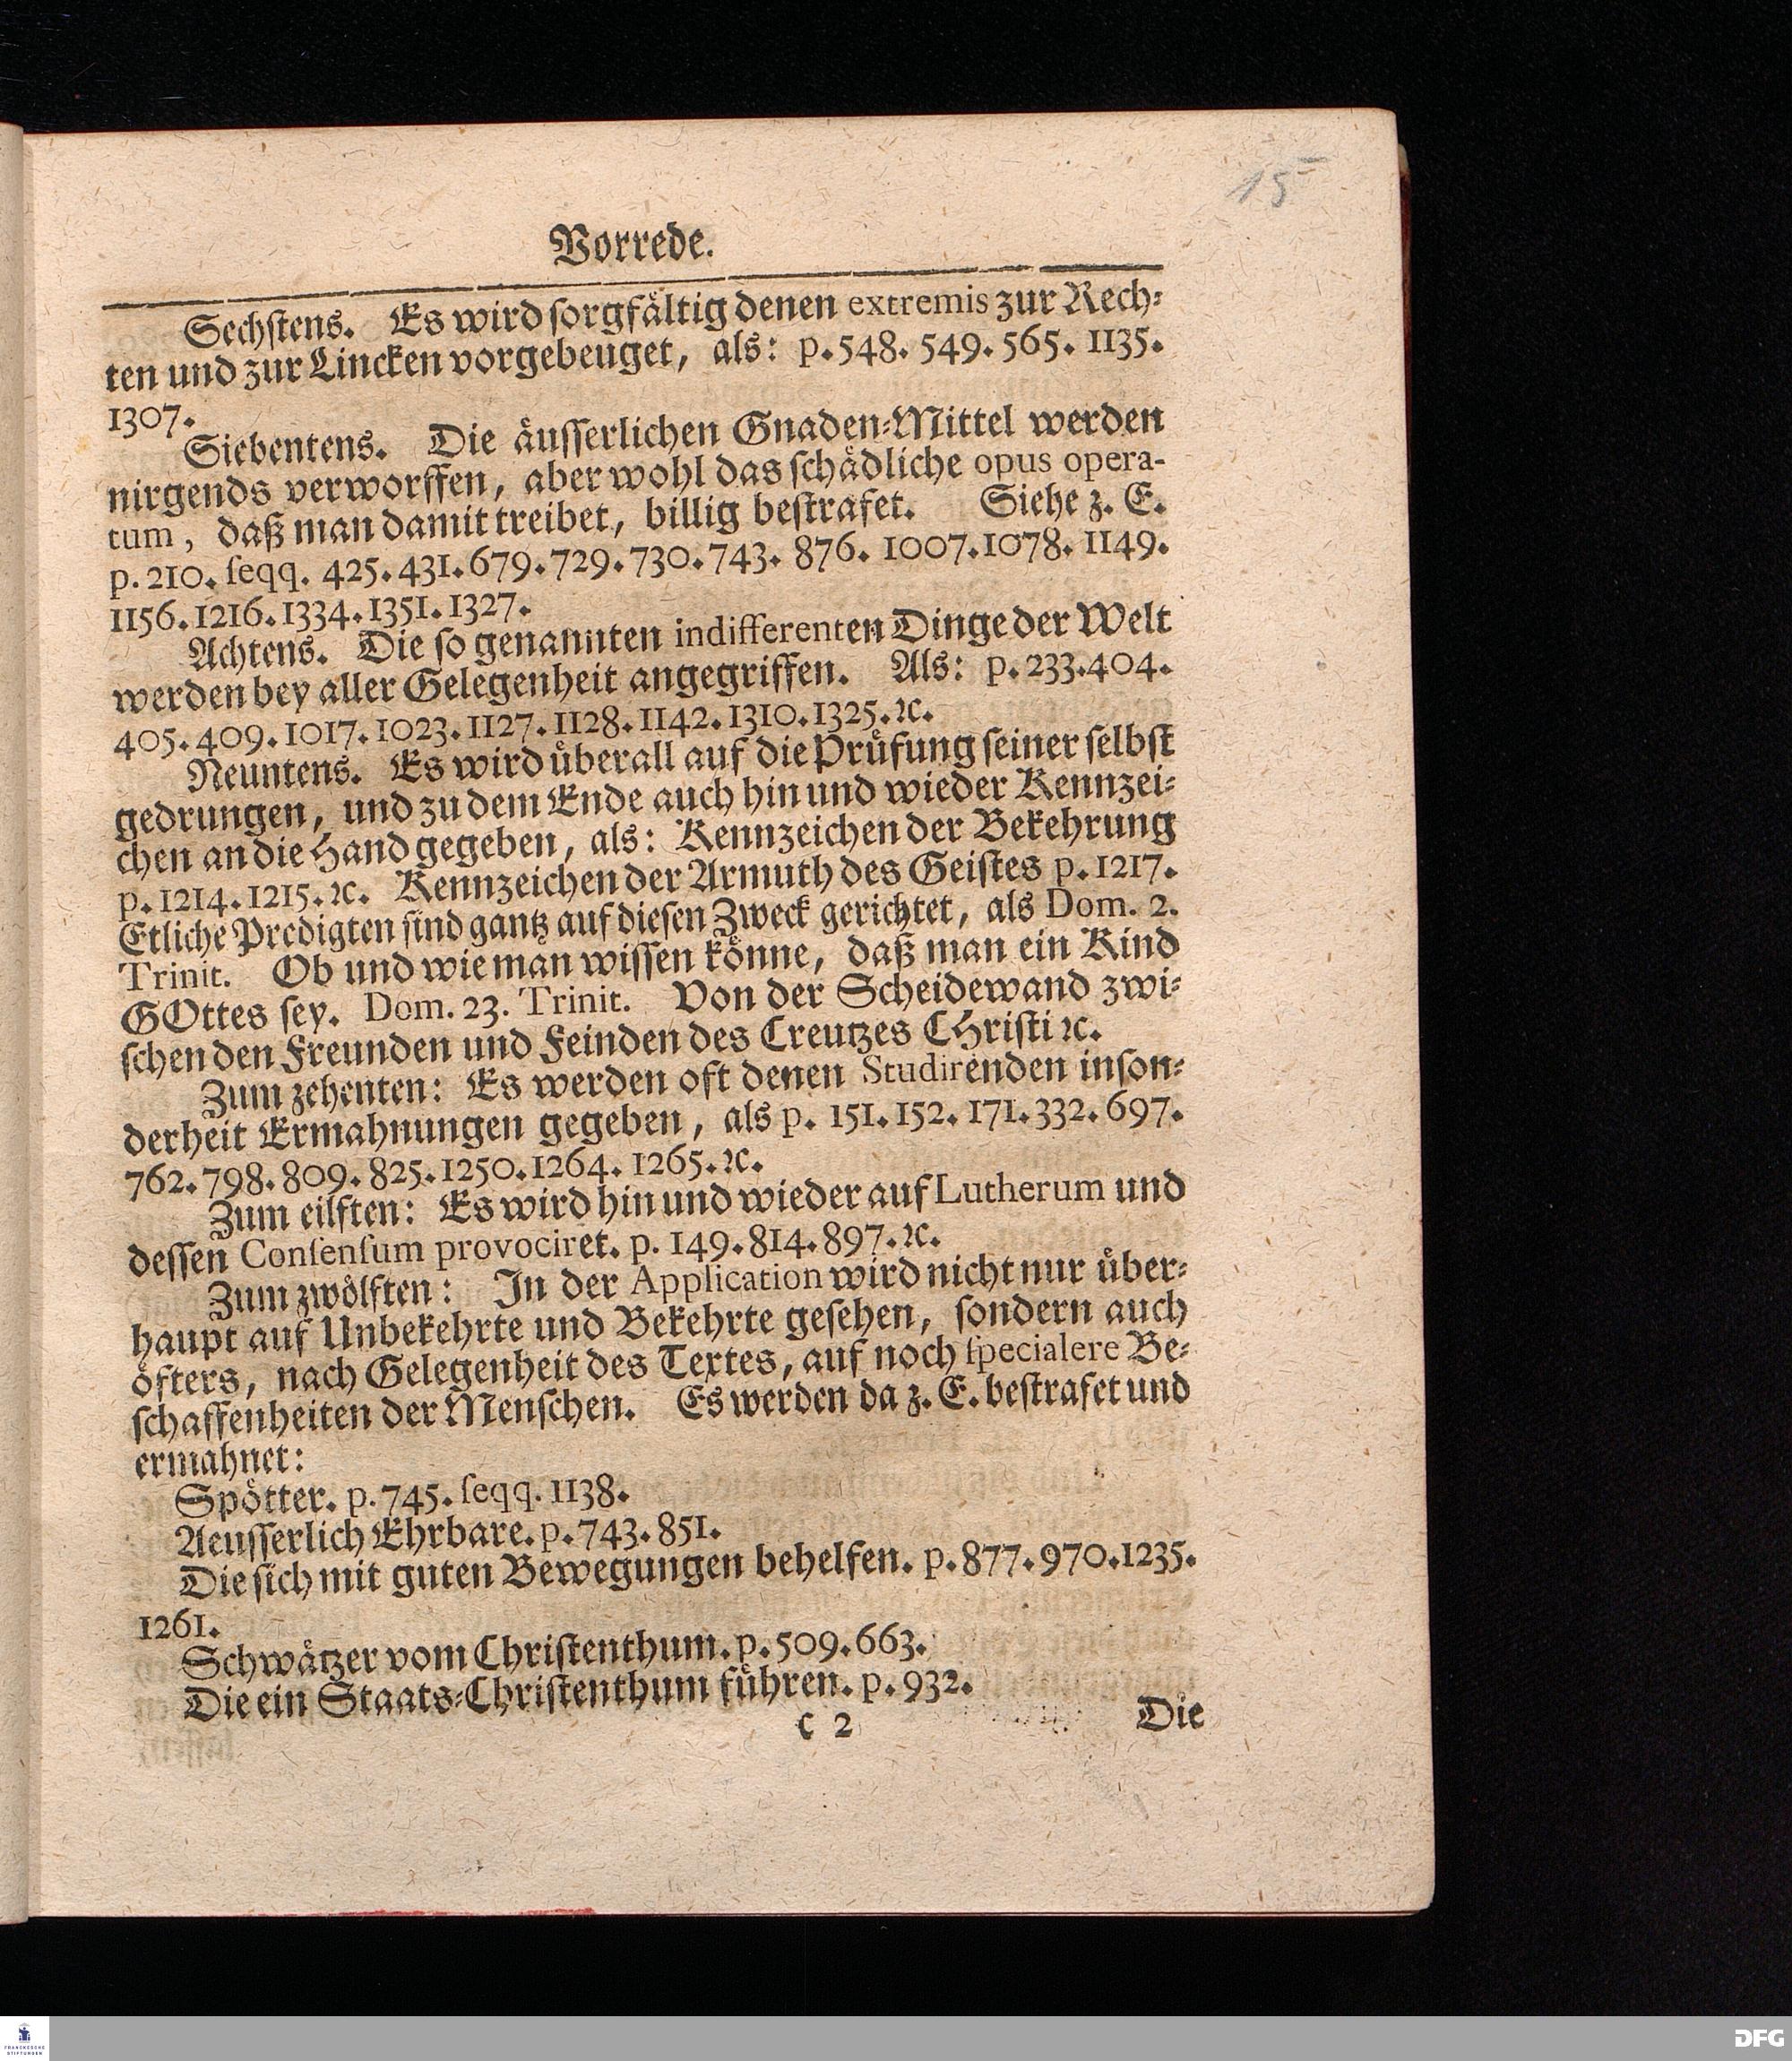 15
Vorrede.
Sechstens. Es wird sorgfältig denen extremis zur Rech-
ten und zur Lincken vorgebeuget, als: p. 548. 549. 565. 1135.
1307.
Siebentens. Die äusserlichen Gnaden-Mittel werden
nirgends verworffen, aber wohl das schädliche opus opera-
tum, daß man damit treibet, billig bestrafet. Siehe z. E.
p. 210. seqq. 425. 431. 679. 729. 730. 743. 876. 1007. 1078. 1149.
1156. 1216. 1334. 1351. 1327.
Achtens. Die so genannten indifferenten Dinge der Welt
werden bey aller Gelegenheit angegriffen. Als: p. 233. 404.
405. 409. 1017. 1023. 1127. 1128. 1142. 1310. 1325. ꝛc.
Neuntens. Es wird überall auf die Prüfung seiner selbst
gedrungen, und zu dem Ende auch hin und wieder Kennzei-
chen an die Hand gegeben, als: Kennzeichen der Bekehrung
p. 1214. 1215. ꝛc. Kennzeichen der Armuth des Geistes p. 1217.
Etliche Predigten sind gantz auf diesen Zweck gerichtet, als Dom. 2.
Trinit. Ob und wie man wissen könne, daß man ein Kind
GOttes sey. Dom. 23. Trinit. Von der Scheidewand zwi-
schen den Freunden und Feinden des Creutzes CHristi ꝛc.
Zum zehenten: Es werden oft denen Studirenden inson-
derheit Ermahnungen gegeben, als p. 151. 152. 171. 332. 697.
762. 798. 809. 825. 1250. 1264. 1265. ꝛc.
Zum eilften: Es wird hin und wieder auf Lutherum und
dessen Consensum provociret. p. 149. 814. 897. ꝛc.
Zum zwölften: In der Application wird nicht nur über-
haupt auf Unbekehrte und Bekehrte gesehen, sondern auch
öfters, nach Gelegenheit des Textes, auf noch specialere Be-
schaffenheiten der Menschen. Es werden da z. E. bestrafet und
ermahnet:
Spötter. p. 745. seqq. 1138.
Aeusserlich Ehrbare. p. 743. 851.
Die sich mit guten Bewegungen behelfen. p. 877. 970. 1235.
1261.
Schwätzer vom Christenthum. p. 509. 663.
Die ein Staats-Christenthum führen. p. 932.
c 2 Die
FRANCKESCHE
STIFTUNGEN
DFG